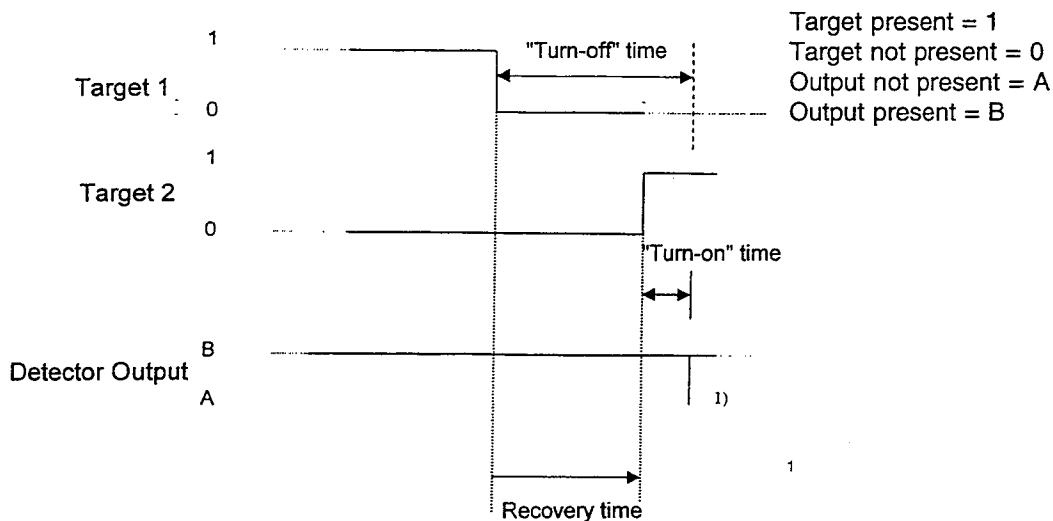 Target present = 1
Target not present = 0
Output not present = A
Output present = B
1
"Turn-off" time
Target 1
0
1
Target 2
0
"Turn-on" time
B
Detector Output
A
1)
1
Recovery time